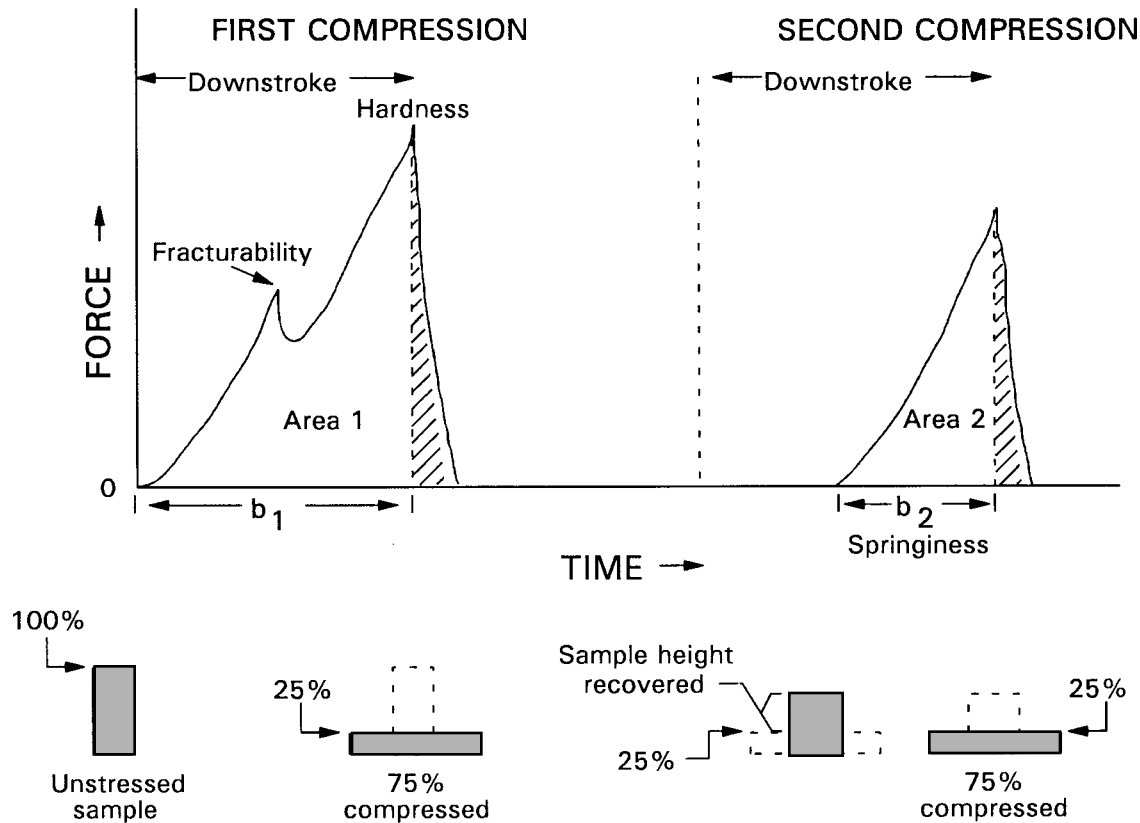 FIRST COMPRESSION
SECOND COMPRESSION
Downstroke
Downstroke
Hardness
Fracturability
FORCE →
Area 1
Area 2
0
b1
b2
Springiness
TIME →
100%
25%
Sample height
recovered
25%
25%
Unstressed
sample
75%
compressed
75%
compressed